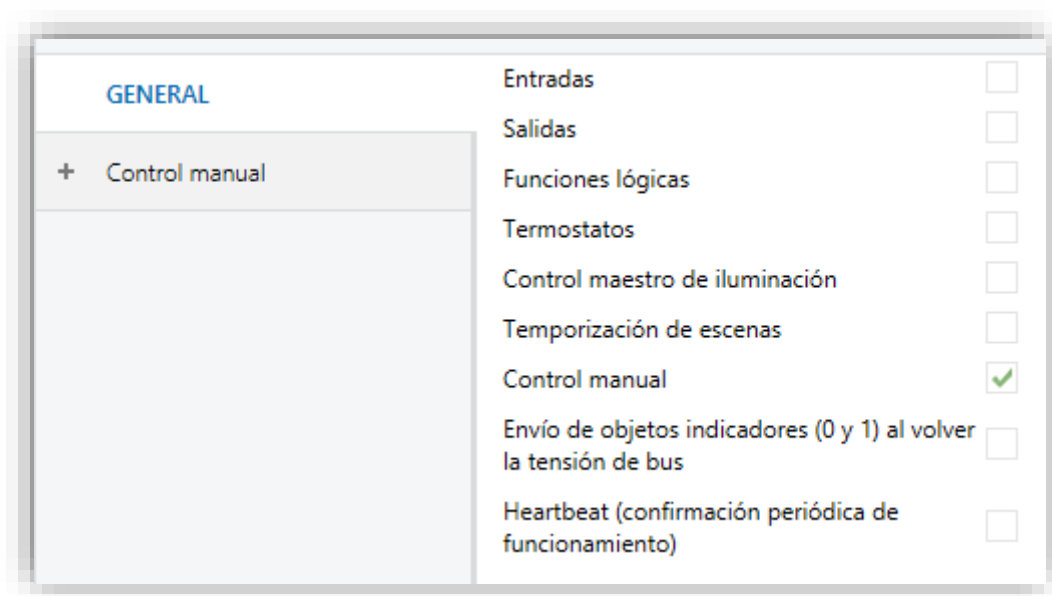 GENERAL
+ Control manual
Entradas
Salidas
Funciones lógicas
Termostatos
Control maestro de iluminación
Temporización de escenas
Control manual
Envío de objetos indicadores (0 y 1) al volver
la tensión de bus
Heartbeat (confirmación periódica de
funcionamiento)